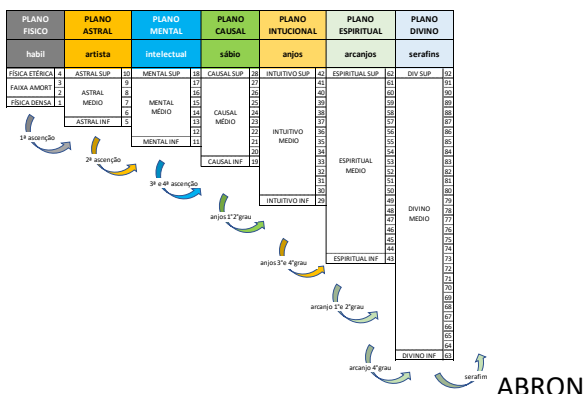 PLANO FISICO PLANO ASTRAL PLANO MENTAL PLANO CAUSAL PLANO INTUCIONAL PLANO ESPIRITUAL PLANO DIVINO
habil artista intelectual sábio anjos arcanjos serafins
FÍSICA ETÉRICA 4 ASTRAL SUP 10 MENTAL SUP 18 CAUSAL SUP 28 INTUITIVO SUP 42 ESPIRITUAL SUP 62 DIV SUP 92
FAIXA AMORT 3 9 17 27 41 61 91
2 ASTRAL MEDIO 8 16 26 40 60 90
FÍSICA DENSA 1 7 MENTAL MÉDIO 15 25 39 59 89
6 14 CAUSAL MÉDIO 24 38 58 88
ASTRAL INF 5 13 23 37 57 87
1ª ascenção 12 22 INTUITIVO MEDIO 36 56 86
MENTAL INF 11 21 35 55 85
20 34 54 84
2ª ascenção CAUSAL INF 19 33 ESPIRITUAL MEDIO 53 83
32 52 82
3ª e 4ª ascenção 31 51 81
30 50 80
INTUITIVO INF 29 49 79
48 DIVINO MEDIO 78
anjos 1°2°grau 47 77
46 76
45 75
44 74
anjos 3°e 4°grau ESPIRITUAL INF 43 73
72
71
70
69
arcanjo 1°e 2°grau 68
67
66
65
64
DIVINO INF 63
arcanjo 4°grau serafim
ABRON